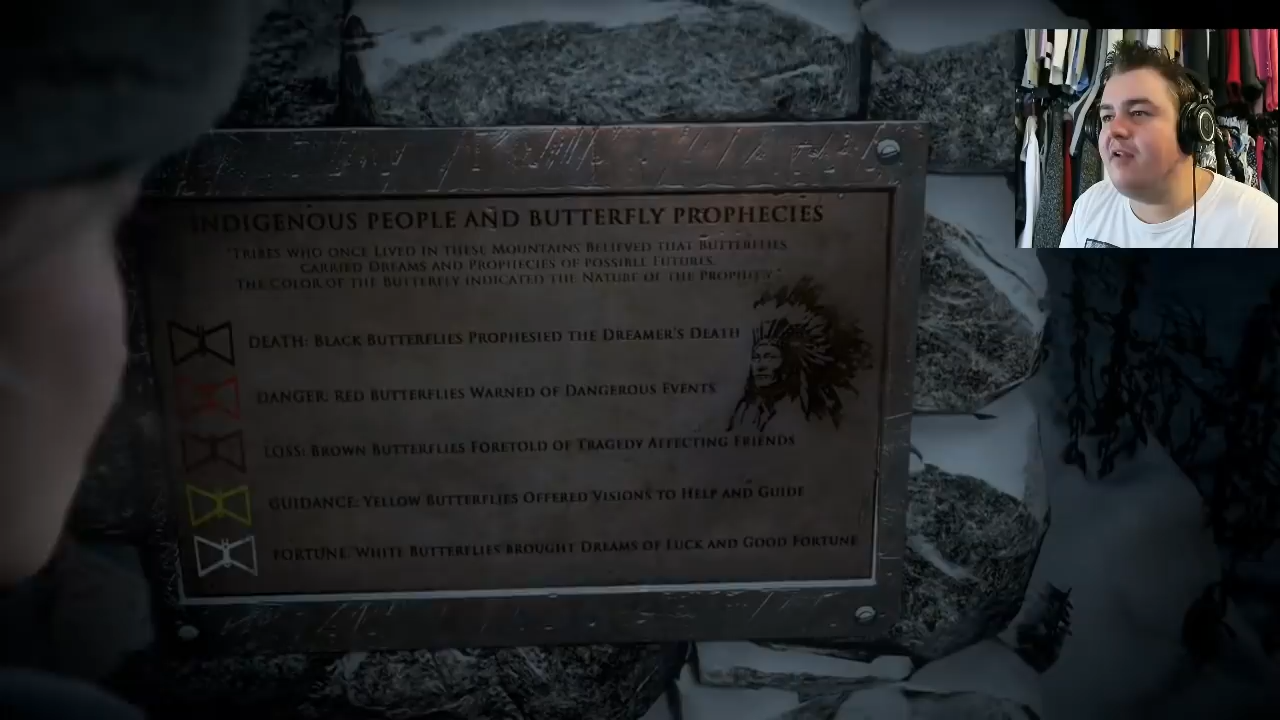 INDIGENOUS PEOPLE AND BUTTERFLY PROPHECIES
"TRIBES WHO ONCE LIVED IN THESE MOUNTAINS BELIEVED THAT BUTTERFLIES
CARRIED DREAMS AND PROPHECIES OF POSSIBLE FUTURES.
THE COLOR OF THE BUTTERFLY INDICATED THE NATURE OF THE PROPHECY."
DEATH: BLACK BUTTERFLIES PROPHESIED THE DREAMER'S DEATH
DANGER: RED BUTTERFLIES WARNED OF DANGEROUS EVENTS
LOSS: BROWN BUTTERFLIES FORETOLD OF TRAGEDY AFFECTING FRIENDS
GUIDANCE: YELLOW BUTTERFLIES OFFERED VISIONS TO HELP AND GUIDE
FORTUNE: WHITE BUTTERFLIES BROUGHT DREAMS OF LUCK AND GOOD FORTUNE